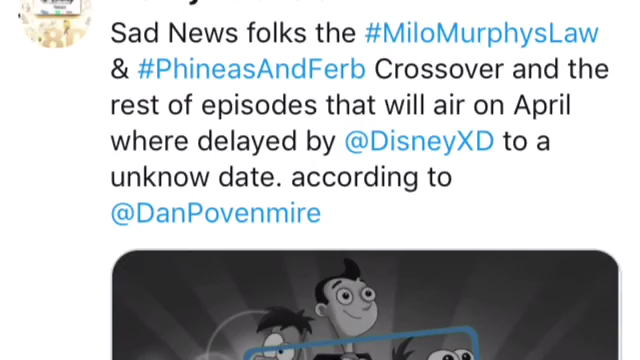 Sad News folks the #MiloMurphysLaw
& #PhineasAndFerb Crossover and the
rest of episodes that will air on April
where delayed by @DisneyXD to a
unknow date. according to
@DanPovenmire